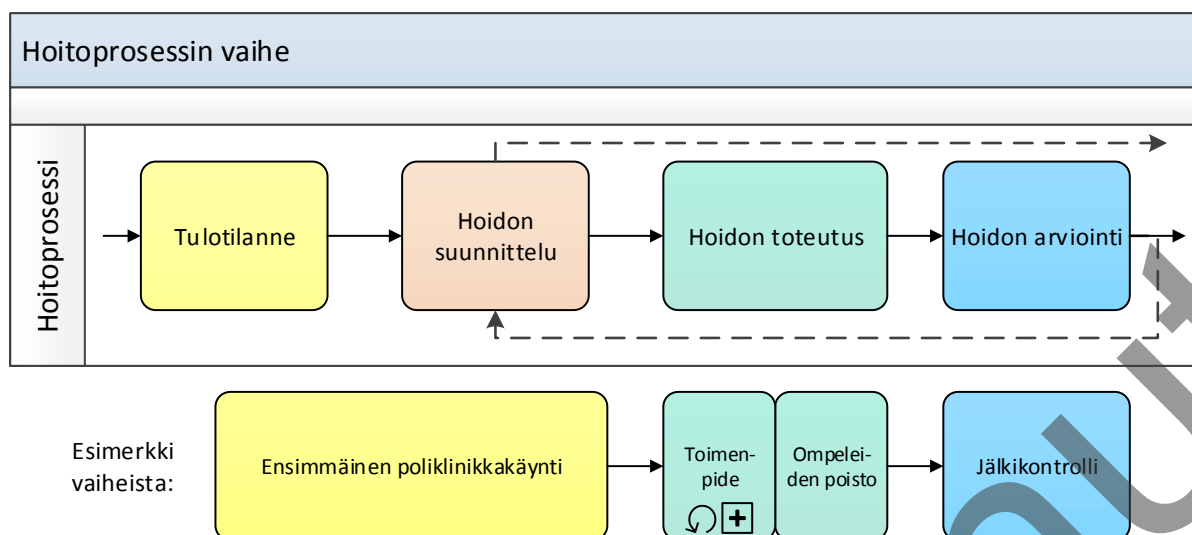 Hoitoprosessin vaihe
Hoitoprosessi
Tulotilanne
Hoidon
suunnittelu
Hoidon toteutus
Hoidon arviointi
Esimerkki
vaiheista:
Ensimmäinen poliklinikkakäynti
Toimen-
pide
Ompelei-
den poisto
Jälkikontrolli